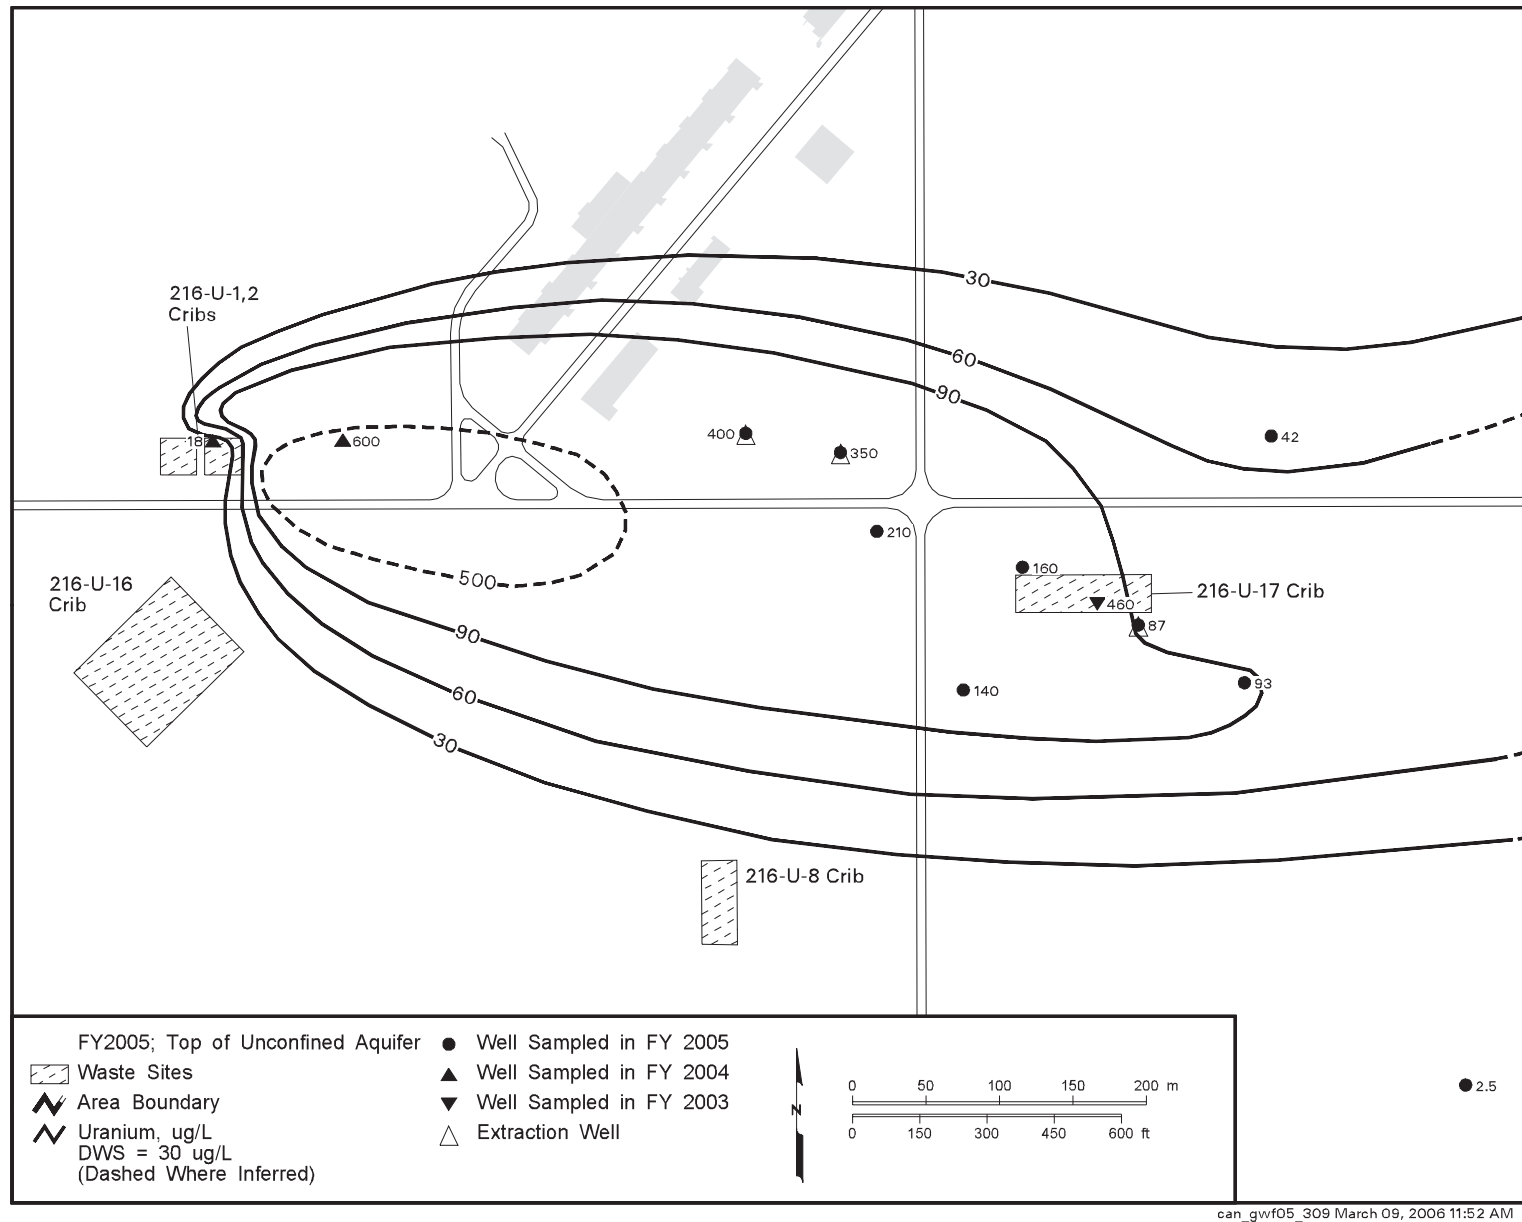 30
216-U-1,2
Cribs
60
90
18
600
400
350
42
210
500
160
216-U-16
Crib
460
216-U-17 Crib
87
90
93
60
140
30
216-U-8 Crib
FY2005; Top of Unconfined Aquifer
Waste Sites
Area Boundary
Uranium, ug/L
DWS = 30 ug/L
(Dashed Where Inferred)
Well Sampled in FY 2005
Well Sampled in FY 2004
Well Sampled in FY 2003
Extraction Well
N
0 50 100 150 200 m
0 150 300 450 600 ft
2.5
can_gwf05_309 March 09, 2006 11:52 AM